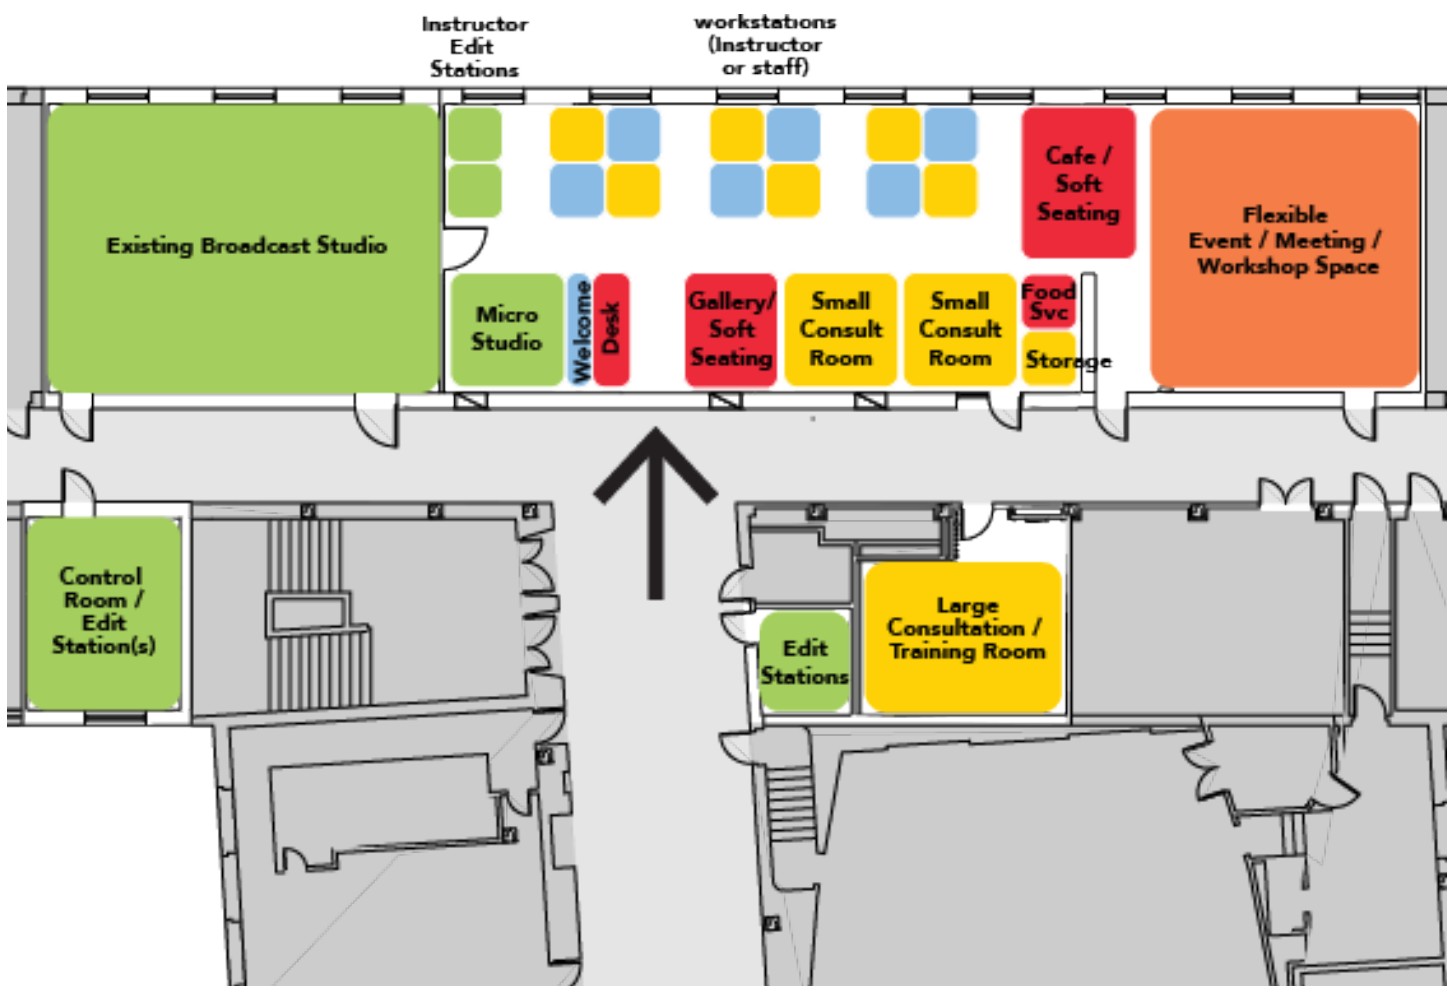 Instructor
Edit
Stations
workstations
(Instructor
or staff)
Existing Broadcast Studio
Cafe /
Soft
Seating
Flexible
Event / Meeting /
Workshop Space
Micro
Studio
Welcome
Desk
Gallery/
Soft
Seating
Small
Consult
Room
Small
Consult
Room
Food
Svc
Storage
Control
Room /
Edit
Station(s)
Edit
Stations
Large
Consultation /
Training Room